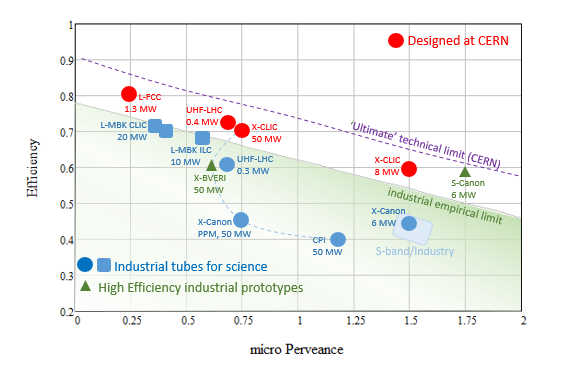 1
0.9
0.8
0.7
0.6
0.5
0.4
0.3
0.2
Efficiency
0
0.25
0.5
0.75
1
1.25
1.5
1.75
2
micro Perveance
Designed at CERN
L-FCC
1.3 MW
L-MBK CLIC
20 MW
UHF-LHC
0.4 MW
X-CLIC
50 MW
L-MBK ILC
10 MW
UHF-LHC
0.3 MW
X-BVERI
50 MW
X-Canon
PPM, 50 MW
CPI
50 MW
'Ultimate' technical limit (CERN)
X-CLIC
8 MW
S-Canon
6 MW
industrial empirical limit
X-Canon
6 MW
S-band/Industry
Industrial tubes for science
High Efficiency industrial prototypes